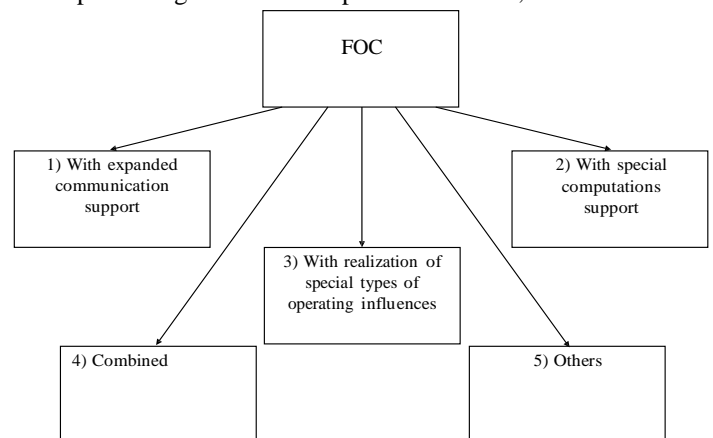 FOC
1) With expanded
communication
support
2) With special
computations
support
3) With realization of
special types of
operating influences
4) Combined
5) Others